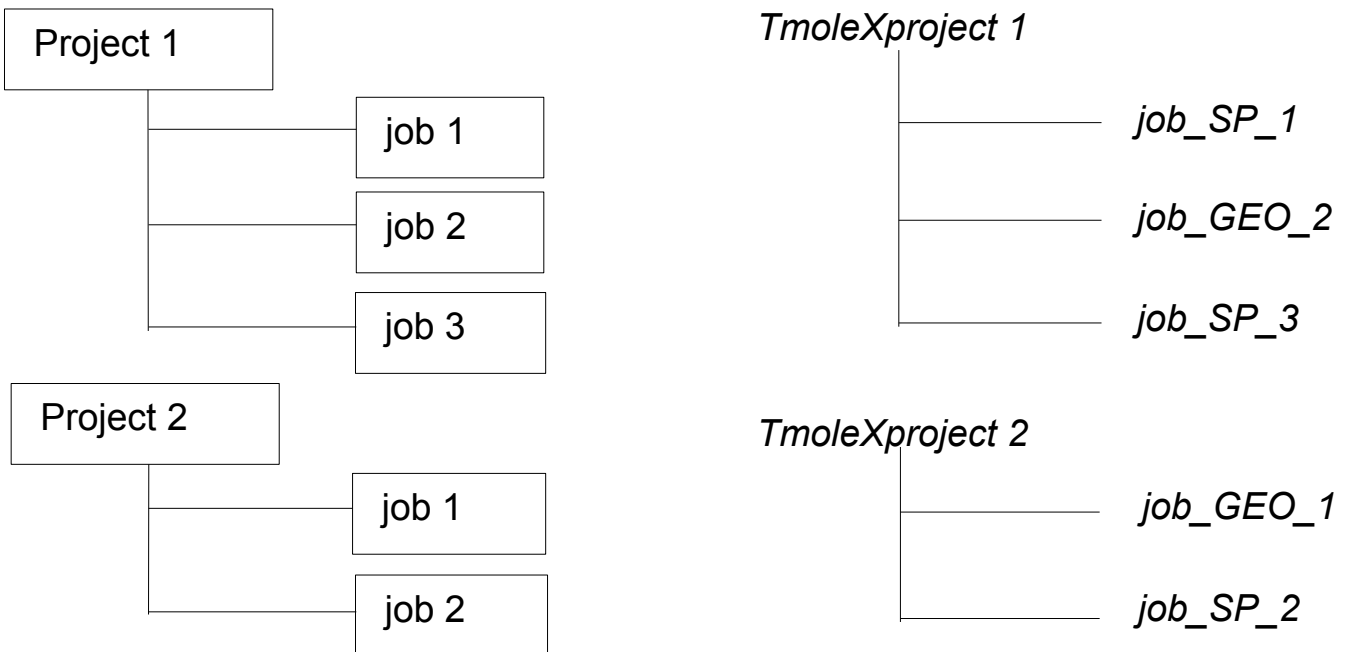 Project 1
job 1
job 2
job 3
Project 2
job 1
job 2
TmoleXproject 1
job_SP_1
job_GEO_2
job_SP_3
TmoleXproject 2
job_GEO_1
job_SP_2